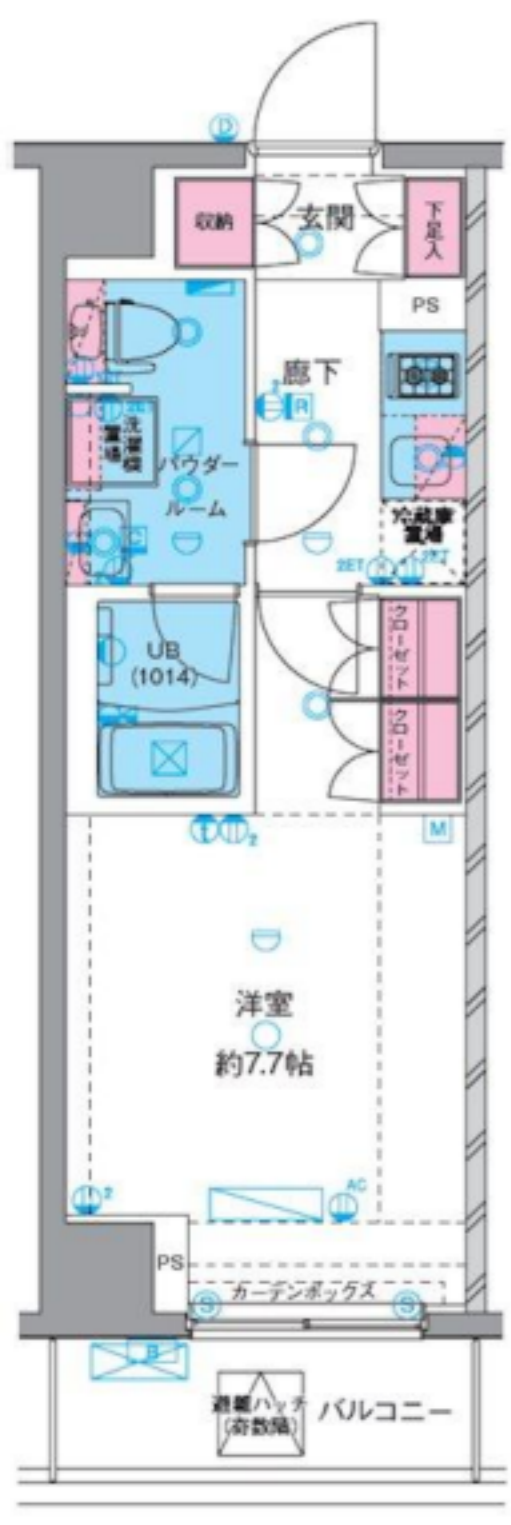 D
収納
玄関
下足入
PS
廊下
2
R
2E
洗濯機
置場
パウダー
ルーム
冷蔵庫
置場
2ET
2ET
UB
(1014)
クローゼット
クローゼット
2
M
洋室
約7.7帖
2
AC
PS
カーテンボックス
S
S
B
避難ハッチ
(奇数階)
バルコニー